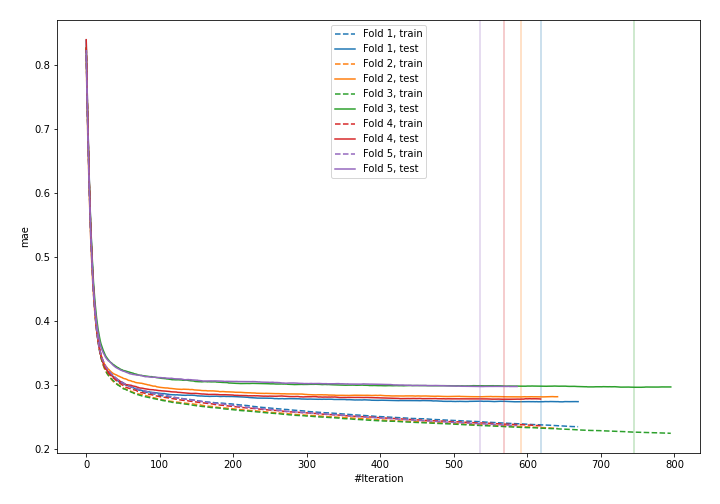 Fold 1, train
Fold 1, test
Fold 2, train
Fold 2, test
Fold 3, train
Fold 3, test
Fold 4, train
Fold 4, test
Fold 5, train
Fold 5, test
0.8
0.7
0.6
0.5
0.4
0.3
0.2
mae
0 100 200 300 400 500 600 700 800
#Iteration